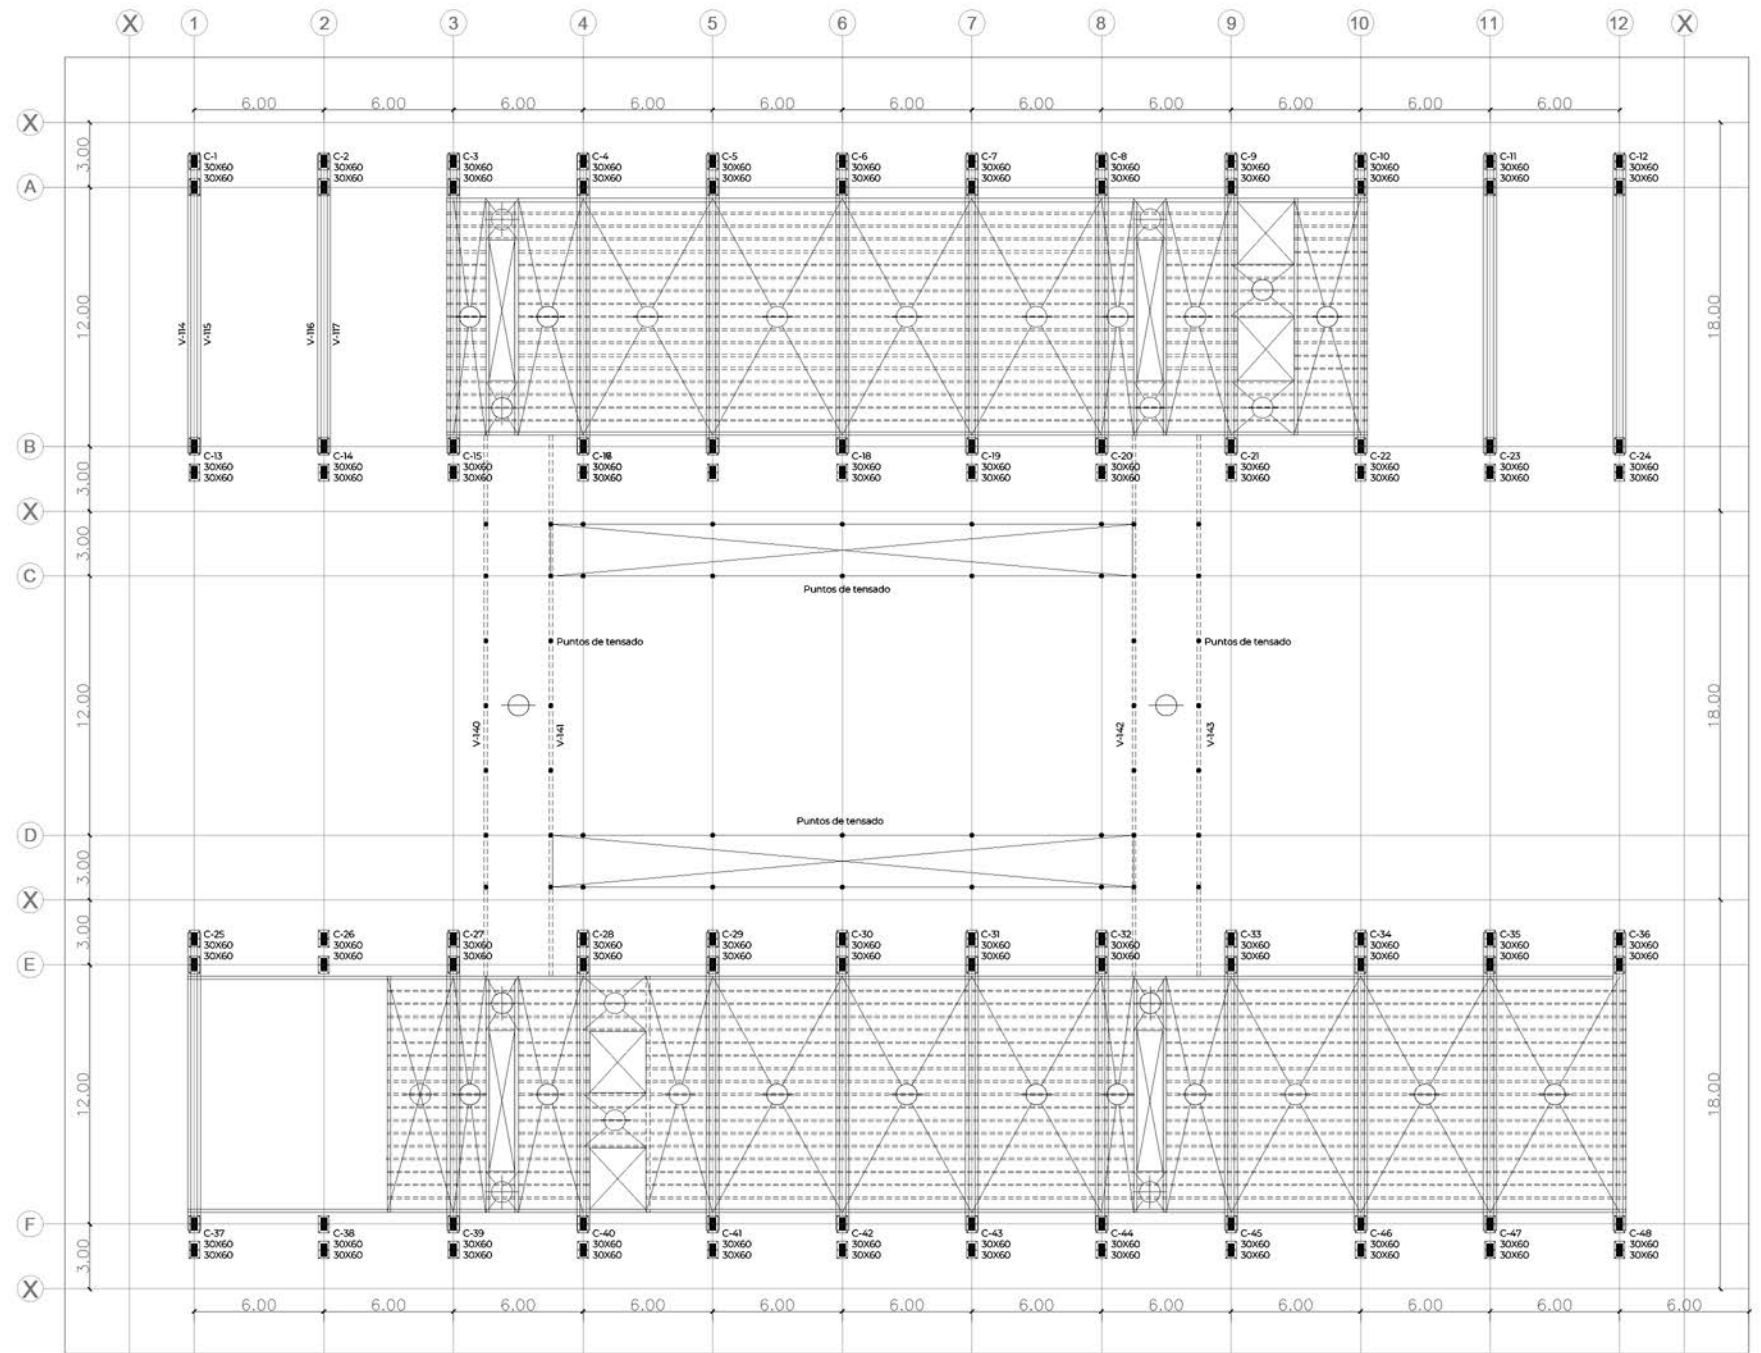 X 1 2 3 4 5 6 7 8 9 10 11 12 X
6.00 6.00 6.00 6.00 6.00 6.00 6.00 6.00 6.00 6.00 6.00
X
3.00
C-1 C-2 C-3 C-4 C-5 C-6 C-7 C-8 C-9 C-10 C-11 C-12
30X60 30X60 30X60 30X60 30X60 30X60 30X60 30X60 30X60 30X60 30X60 30X60
30X60 30X60 30X60 30X60 30X60 30X60 30X60 30X60 30X60 30X60 30X60 30X60
A
12.00 V-114 V-115 V-116 V-117 18.00
B
C-13 C-14 C-15 C-18 C-19 C-20 C-21 C-22 C-23 C-24
30X60 30X60 30X60 30X60 30X60 30X60 30X60 30X60 30X60 30X60 30X60
30X60 30X60 30X60 30X60 30X60 30X60 30X60 30X60 30X60 30X60 30X60
3.00
X
3.00
C
Puntos de tensado
Puntos de tensado Puntos de tensado
12.00 V-140 V-141 V-142 V-143 18.00
Puntos de tensado
D
3.00
X
3.00
C-25 C-26 C-27 C-28 C-29 C-30 C-31 C-32 C-33 C-34 C-35 C-36
30X60 30X60 30X60 30X60 30X60 30X60 30X60 30X60 30X60 30X60 30X60 30X60
30X60 30X60 30X60 30X60 30X60 30X60 30X60 30X60 30X60 30X60 30X60 30X60
E
12.00 18.00
F
C-37 C-38 C-39 C-40 C-41 C-42 C-43 C-44 C-45 C-46 C-47 C-48
30X60 30X60 30X60 30X60 30X60 30X60 30X60 30X60 30X60 30X60 30X60 30X60
30X60 30X60 30X60 30X60 30X60 30X60 30X60 30X60 30X60 30X60 30X60 30X60
3.00
X
6.00 6.00 6.00 6.00 6.00 6.00 6.00 6.00 6.00 6.00 6.00 6.00